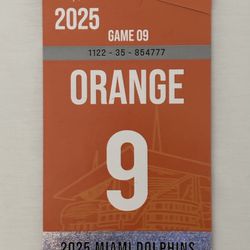 2025
GAME 09
1122 - 35 - 854777
ORANGE
9
2025 MIAMI DOLPHINS